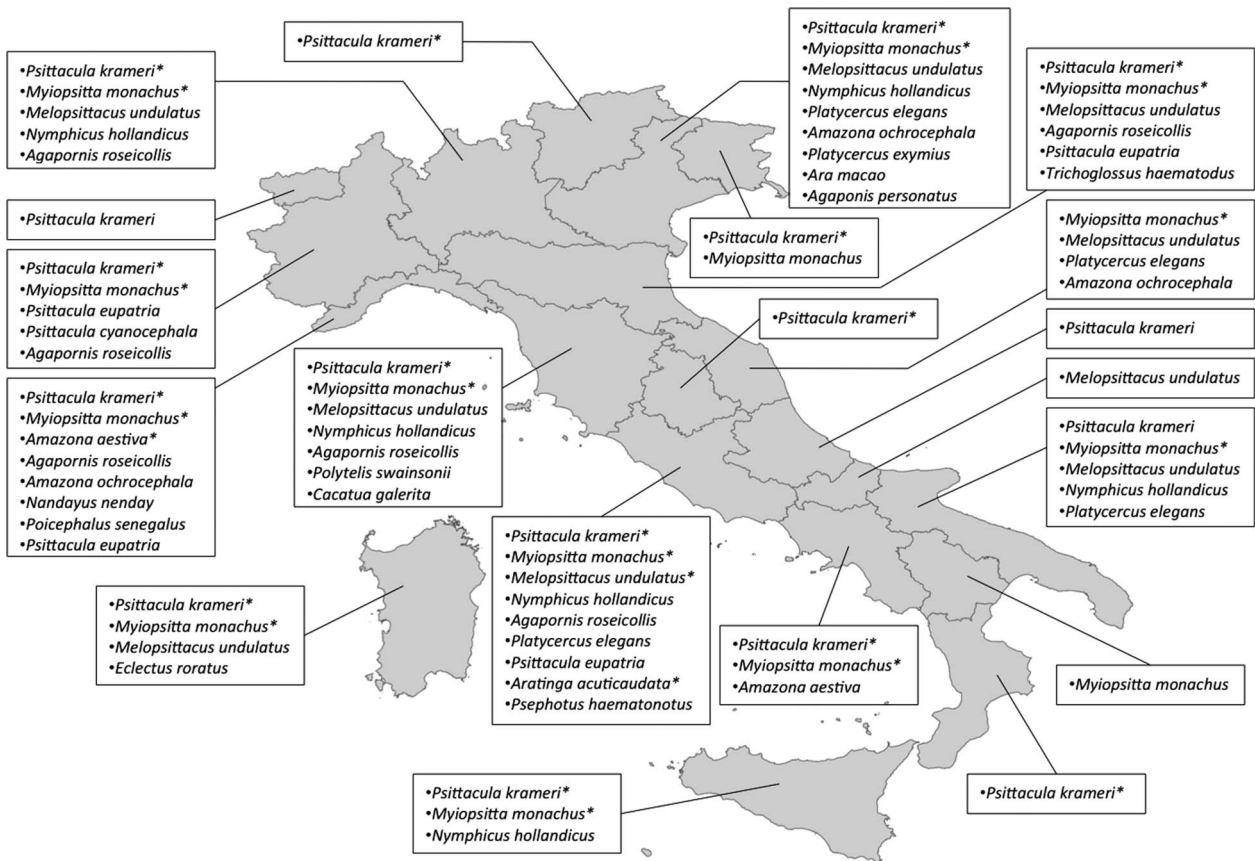 •Psittacula krameri*
•Psittacula krameri*
•Myiopsitta monachus*
•Melopsittacus undulatus
•Nymphicus hollandicus
•Agapornis roseicollis
•Psittacula krameri*
•Myiopsitta monachus*
•Melopsittacus undulatus
•Nymphicus hollandicus
•Platycercus elegans
•Amazona ochrocephala
•Platycercus exymius
•Ara macao
•Agaponis personatus
•Psittacula krameri*
•Myiopsitta monachus*
•Melopsittacus undulatus
•Agapornis roseicollis
•Psittacula eupatria
•Trichoglossus haematodus
•Psittacula krameri
•Psittacula krameri*
•Myiopsitta monachus
•Myiopsitta monachus*
•Melopsittacus undulatus
•Platycercus elegans
•Amazona ochrocephala
•Psittacula krameri*
•Myiopsitta monachus*
•Psittacula eupatria
•Psittacula cyanocephala
•Agapornis roseicollis
•Psittacula krameri*
•Psittacula krameri
•Psittacula krameri*
•Myiopsitta monachus*
•Melopsittacus undulatus
•Nymphicus hollandicus
•Agapornis roseicollis
•Polytelis swainsonii
•Cacatua galerita
•Melopsittacus undulatus
•Psittacula krameri*
•Myiopsitta monachus*
•Amazona aestiva*
•Agapornis roseicollis
•Amazona ochrocephala
•Nandayus nenday
•Poicephalus senegalus
•Psittacula eupatria
•Psittacula krameri
•Myiopsitta monachus*
•Melopsittacus undulatus
•Nymphicus hollandicus
•Platycercus elegans
•Psittacula krameri*
•Myiopsitta monachus*
•Melopsittacus undulatus*
•Nymphicus hollandicus
•Agapornis roseicollis
•Platycercus elegans
•Psittacula eupatria
•Aratinga acuticaudata*
•Psephotus haematonotus
•Psittacula krameri*
•Myiopsitta monachus*
•Melopsittacus undulatus
•Eclectus roratus
•Psittacula krameri*
•Myiopsitta monachus*
•Amazona aestiva
•Myiopsitta monachus
•Psittacula krameri*
•Myiopsitta monachus*
•Nymphicus hollandicus
•Psittacula krameri*